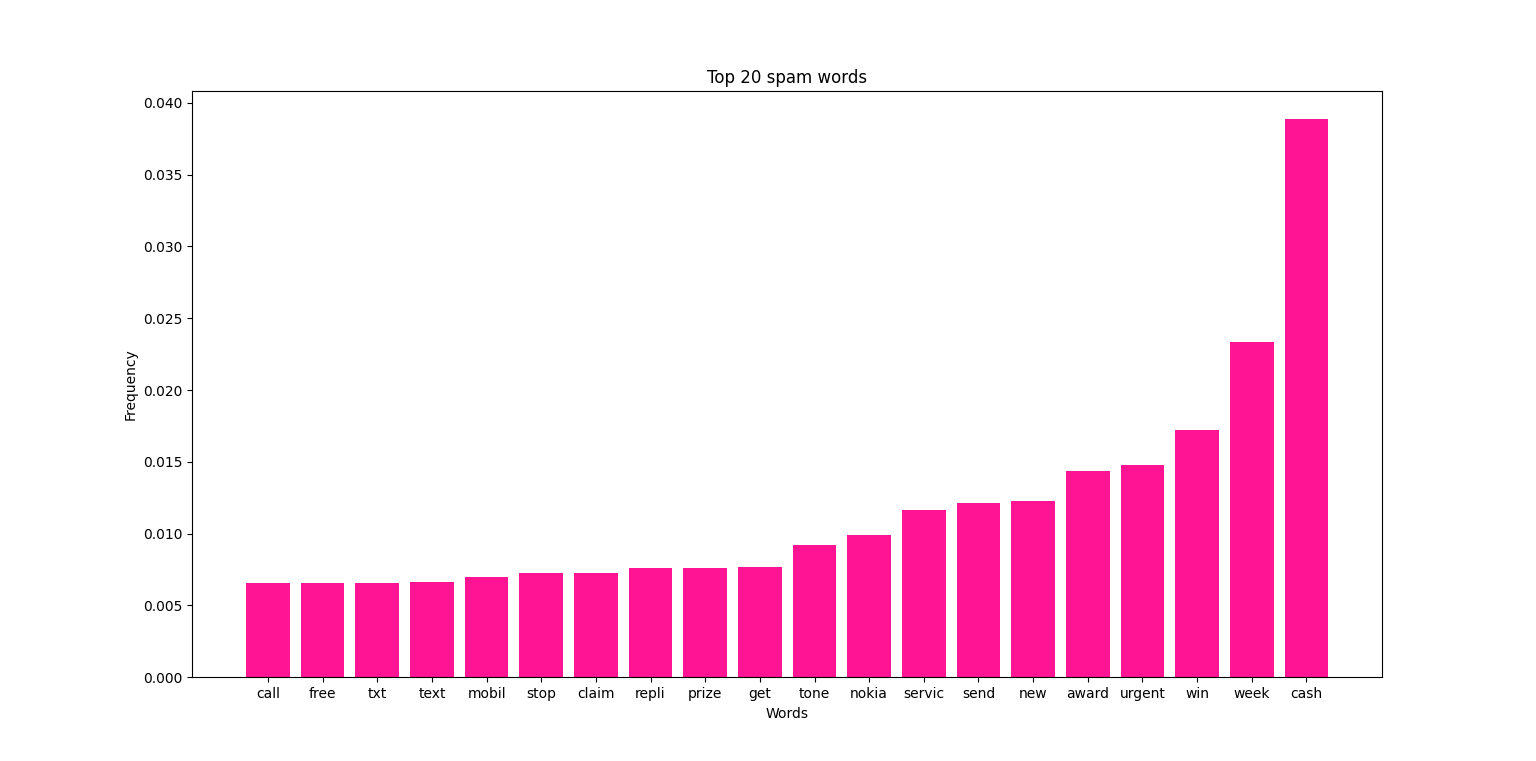 Top 20 spam words
0.040
0.035
0.030
0.025
0.020
0.015
0.010
0.005
0.000
Frequency
call free txt text mobil stop claim repli prize get tone nokia servic send new award urgent win week cash
Words